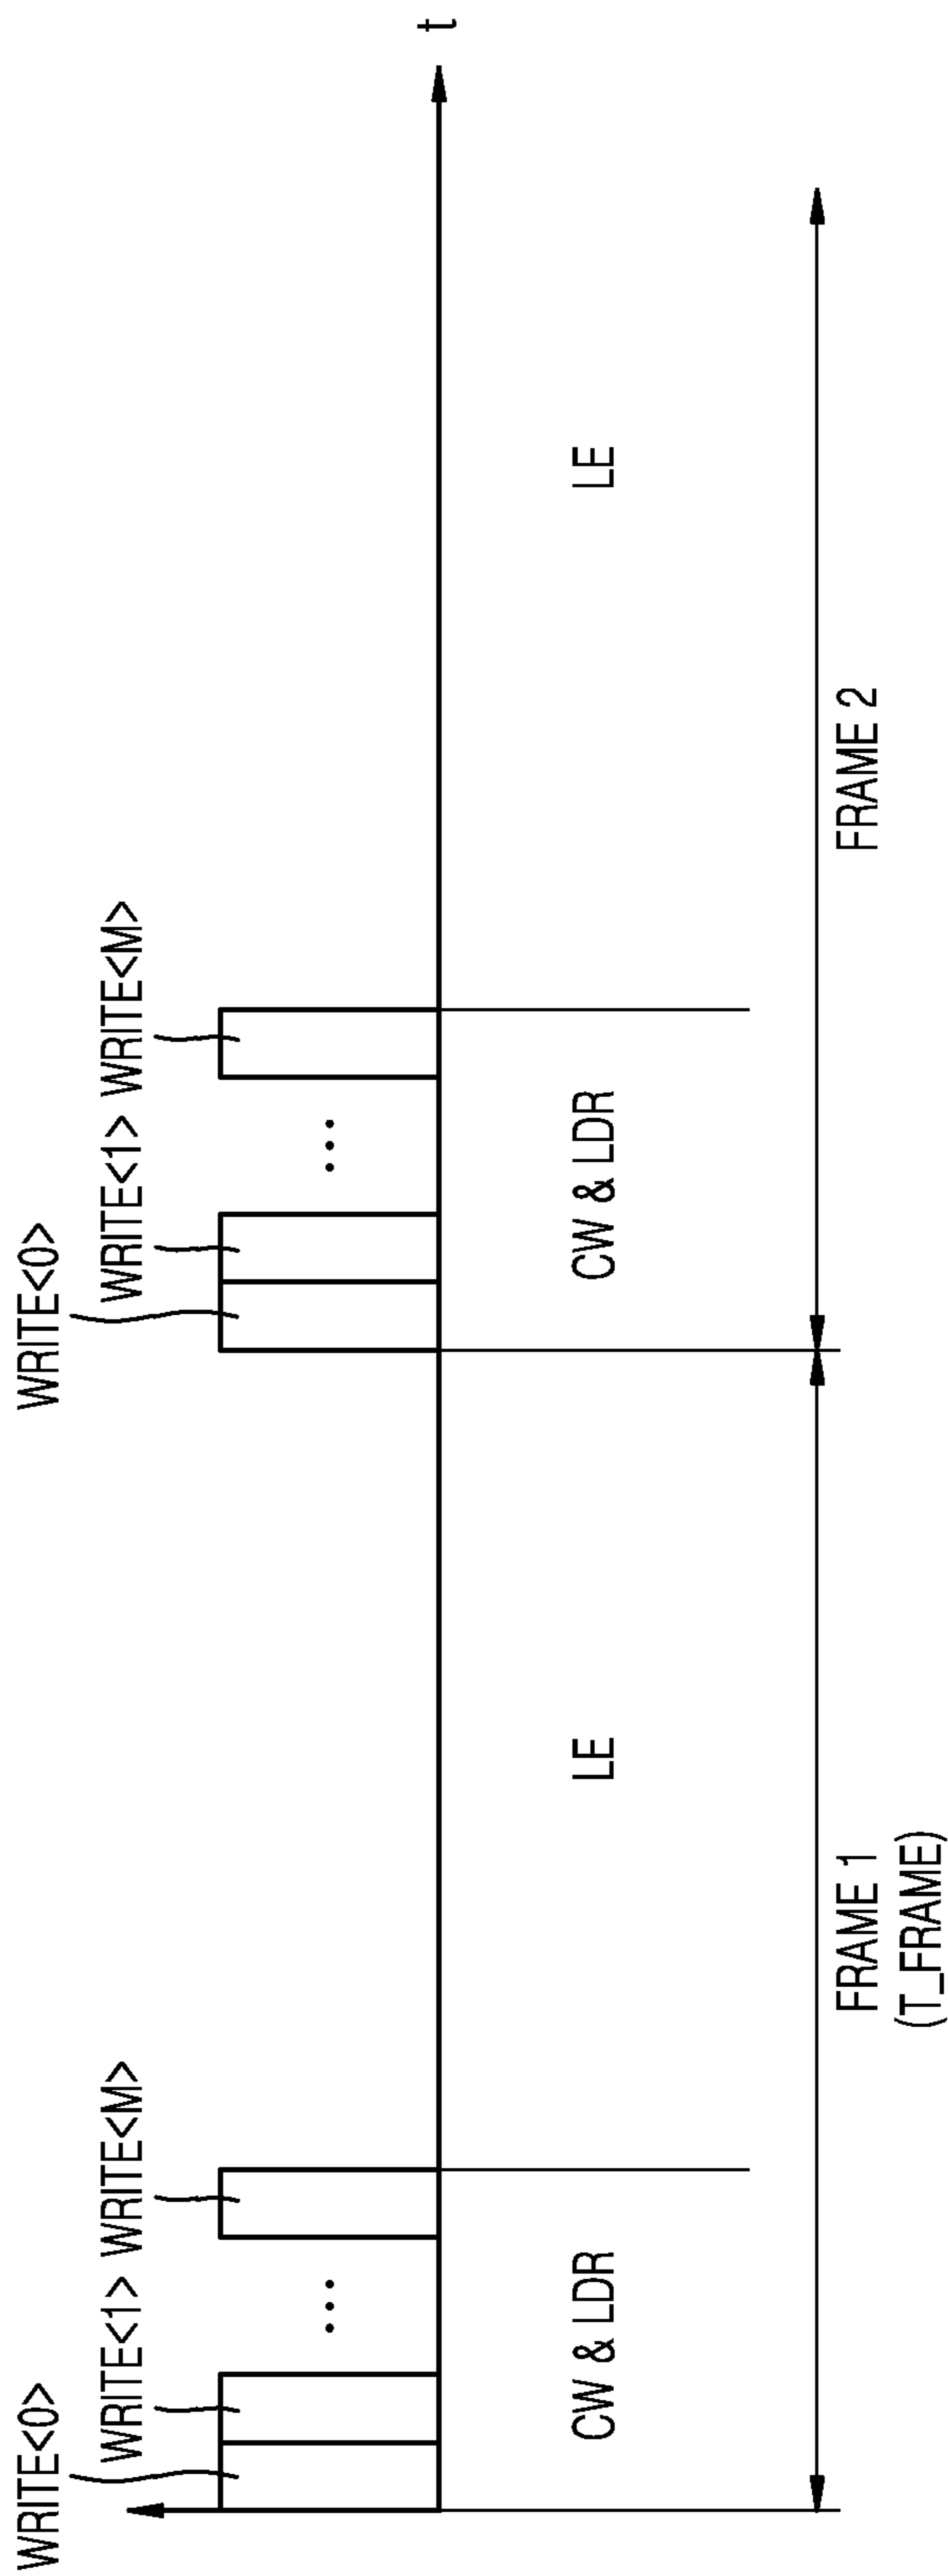 WRITE<0>
WRITE<1> WRITE<M>
WRITE<0>
WRITE<1> WRITE<M>
...
...
t
CW & LDR
LE
CW & LDR
LE
FRAME 1
(T_FRAME)
FRAME 2